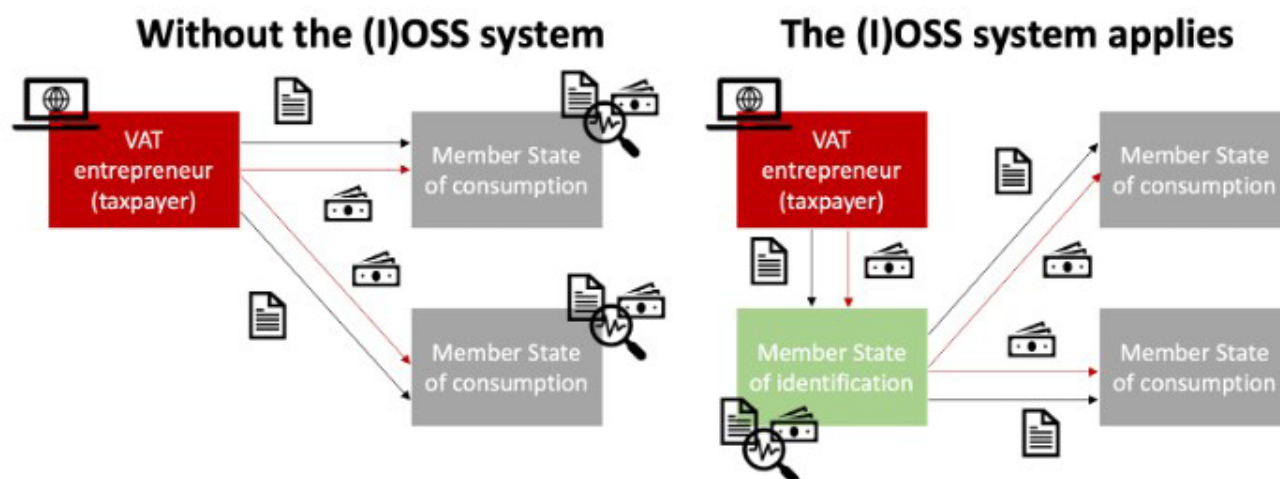 Without the (I)OSS system
VAT
entrepreneur
(taxpayer)
Member State
of consumption
Member State
of consumption
The (I)OSS system applies
VAT
entrepreneur
(taxpayer)
Member State
of identification
Member State
of consumption
Member State
of consumption